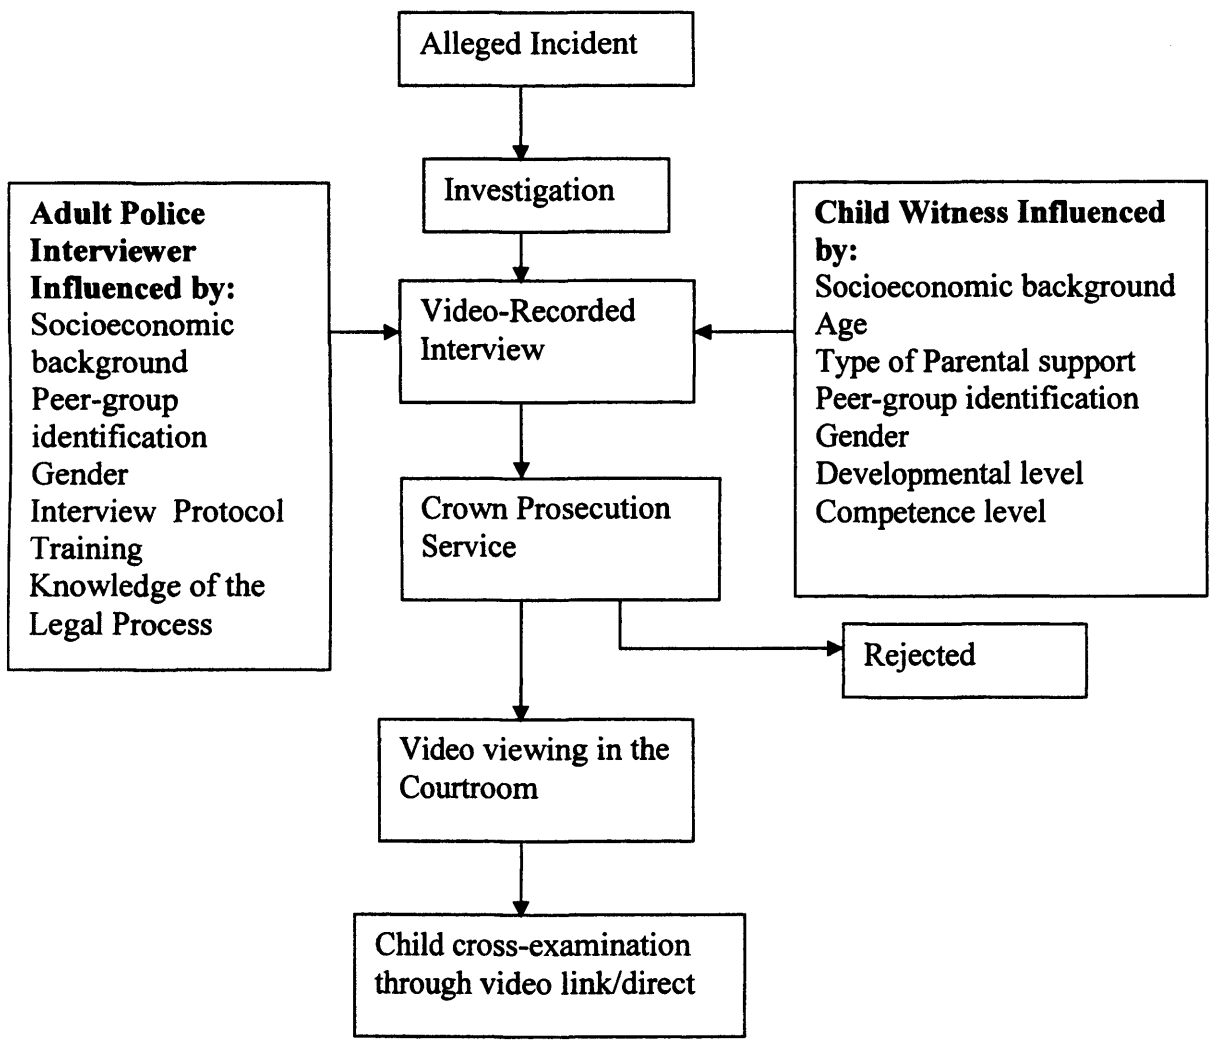 Alleged Incident
Investigation
Adult Police
Interviewer
Influenced by:
Socioeconomic
background
Peer-group
identification
Gender
Interview Protocol
Training
Knowledge of the
Legal Process
Video-Recorded
Interview
Child Witness Influenced
by:
Socioeconomic background
Age
Type of Parental support
Peer-group identification
Gender
Developmental level
Competence level
Crown Prosecution
Service
Rejected
Video viewing in the
Courtroom
Child cross-examination
through video link/direct